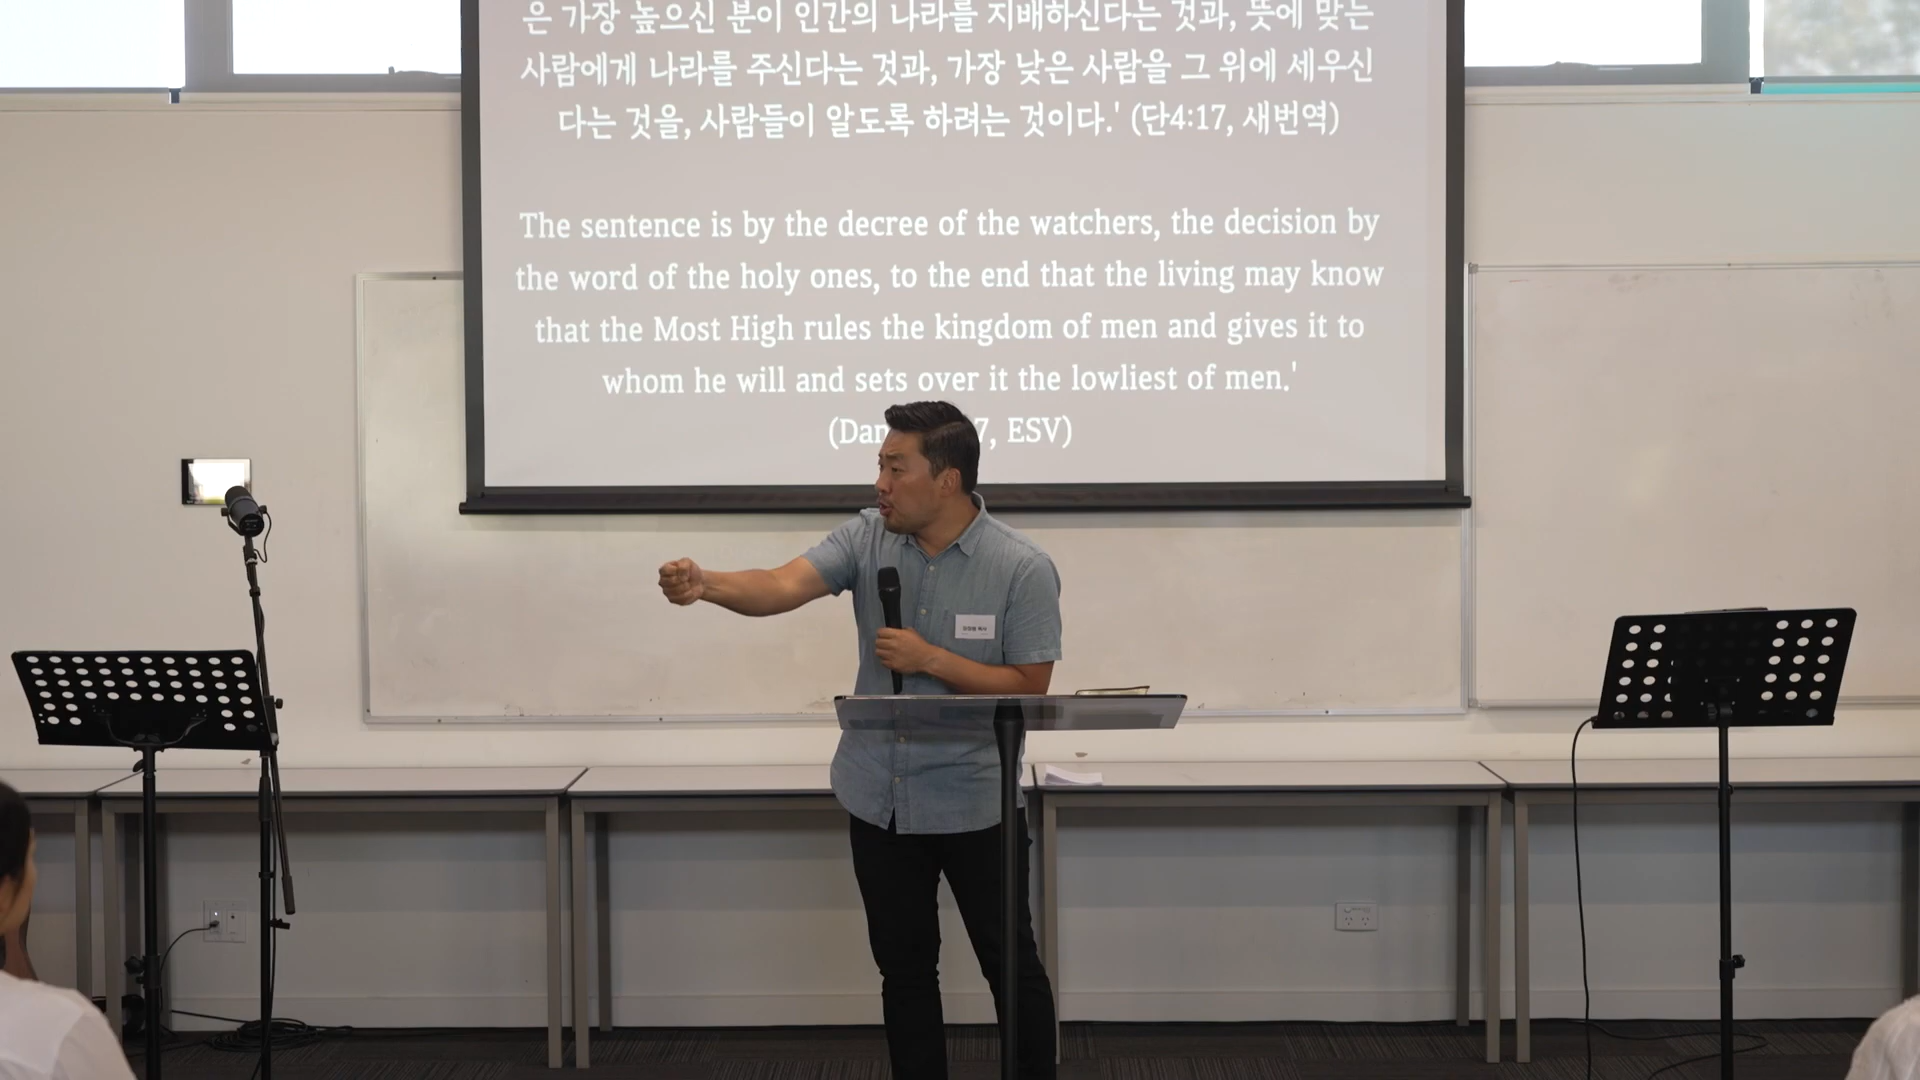 은 가장 높으신 분이 인간의 나라를 지배하신다는 것과, 뜻에 맞는
사람에게 나라를 주신다는 것과, 가장 낮은 사람을 그 위에 세우신
다는 것을, 사람들이 알도록 하려는 것이다.' (단4:17, 새번역)
The sentence is by the decree of the watchers, the decision by
the word of the holy ones, to the end that the living may know
that the Most High rules the kingdom of men and gives it to
whom he will and sets over it the lowliest of men.'
(Dan 7, ESV)
목사